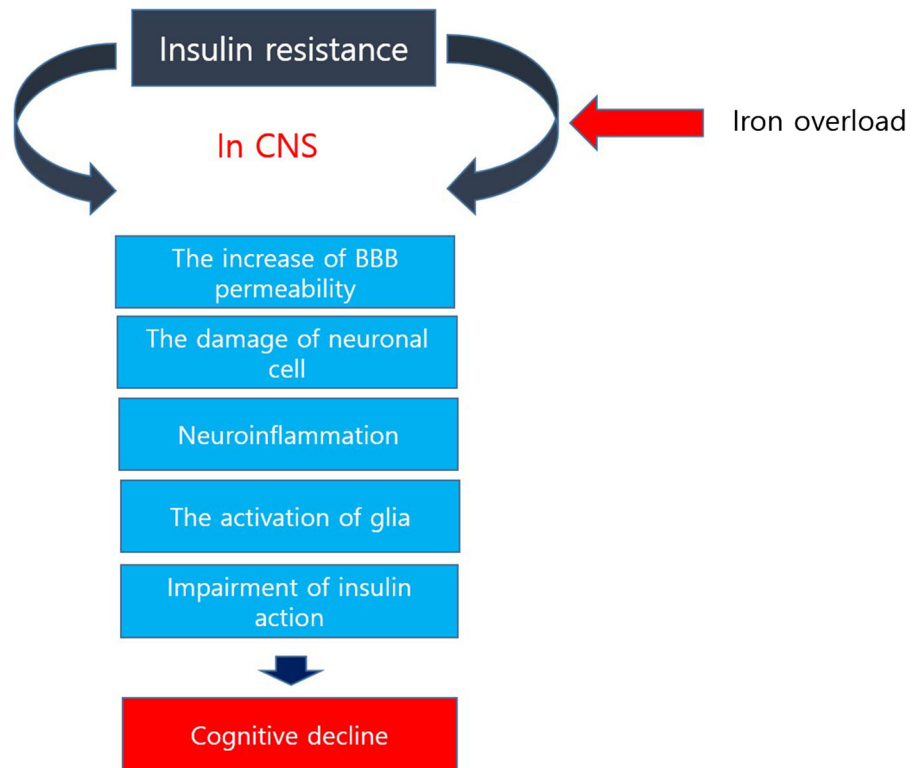 Insulin resistance
In CNS
Iron overload
The increase of BBB
permeability
The damage of neuronal
cell
Neuroinflammation
The activation of glia
Impairment of insulin
action
Cognitive decline